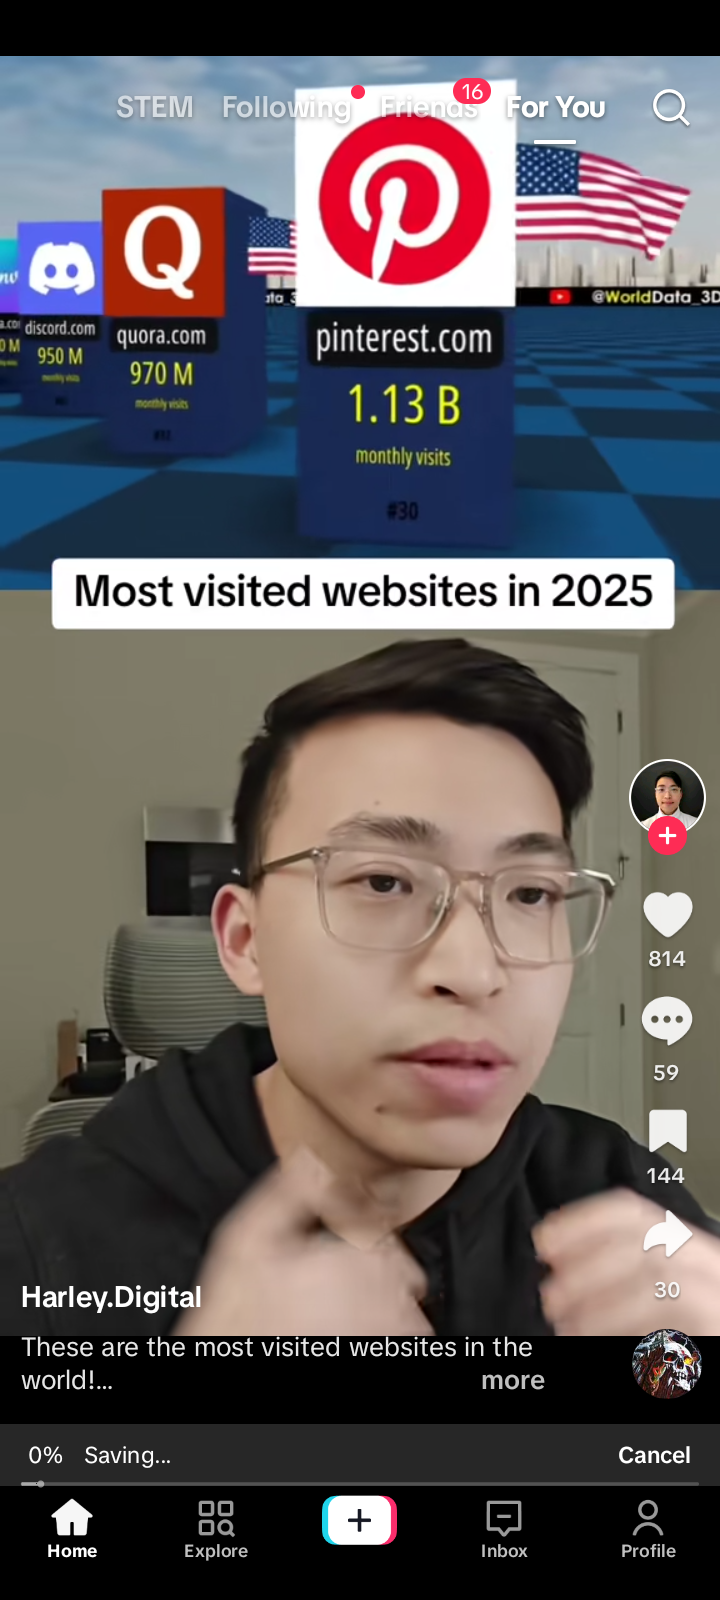 STEM Following Friends 16 For You
Q
discord.com
950 M
monthly visits
quora.com
970 M
monthly visits
pinterest.com
1.13 B
monthly visits
#30
@WorldData_3D
Most visited websites in 2025
814
59
144
30
Harley.Digital
These are the most visited websites in the
world!...
more
0% Saving... Cancel
Home Explore Inbox Profile